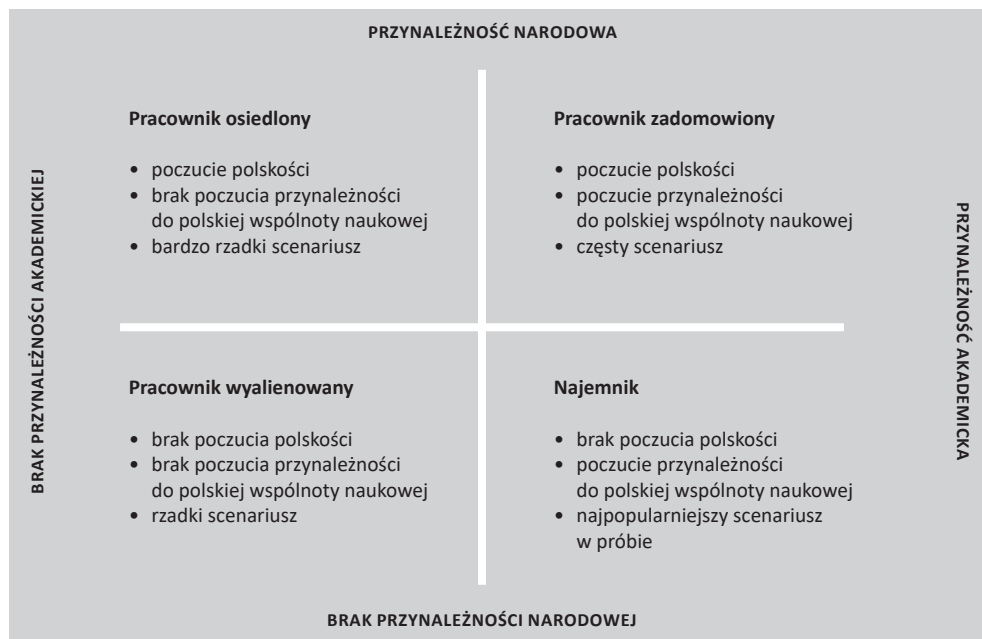 PRZYNALEŻNOŚĆ NARODOWA
BRAK PRZYNALEŻNOŚCI AKADEMICKIEJ
Pracownik osiedlony
• poczucie polskości
• brak poczucia przynależności
do polskiej wspólnoty naukowej
• bardzo rzadki scenariusz
Pracownik zadomowiony
• poczucie polskości
• poczucie przynależności
do polskiej wspólnoty naukowej
• częsty scenariusz
PRZYNALEŻNOŚĆ AKADEMICKA
Pracownik wyalienowany
• brak poczucia polskości
• brak poczucia przynależności
do polskiej wspólnoty naukowej
• rzadki scenariusz
Najemnik
• brak poczucia polskości
• poczucie przynależności
do polskiej wspólnoty naukowej
• najpopularniejszy scenariusz
w próbie
BRAK PRZYNALEŻNOŚCI NARODOWEJ